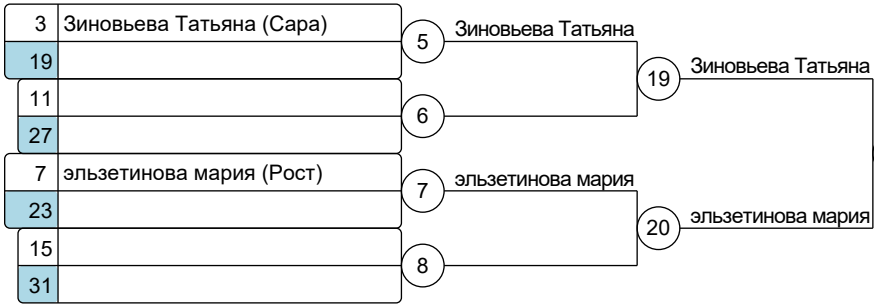 3 Зиновьева Татьяна (Сара)
19
5 Зиновьева Татьяна
19 Зиновьева Татьяна
11
27
6
7 эльзетинова мария (Рост)
23
7 эльзетинова мария
20 эльзетинова мария
15
31
8